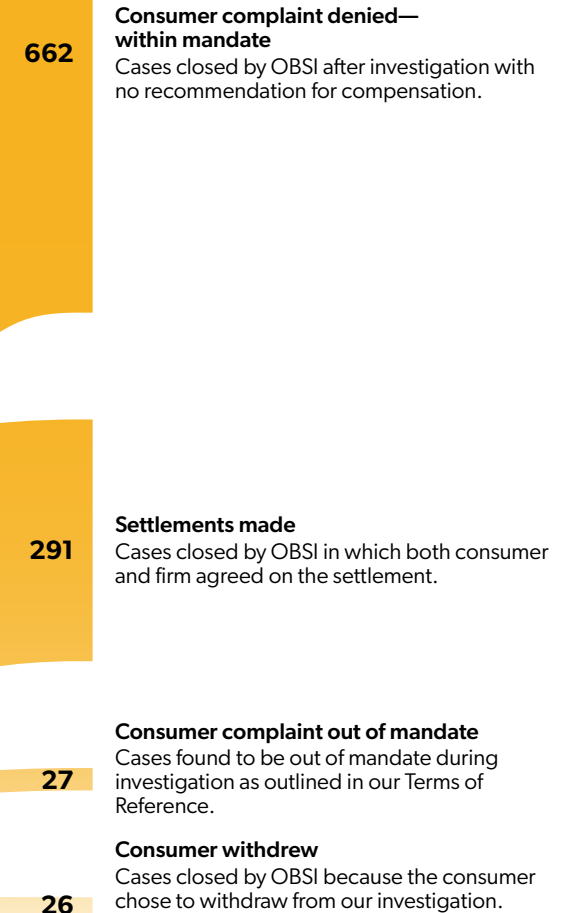 662
Consumer complaint denied—
within mandate
Cases closed by OBSI after investigation with
no recommendation for compensation.
291
Settlements made
Cases closed by OBSI in which both consumer
and firm agreed on the settlement.
27
Consumer complaint out of mandate
Cases found to be out of mandate during
investigation as outlined in our Terms of
Reference.
26
Consumer withdrew
Cases closed by OBSI because the consumer
chose to withdraw from our investigation.